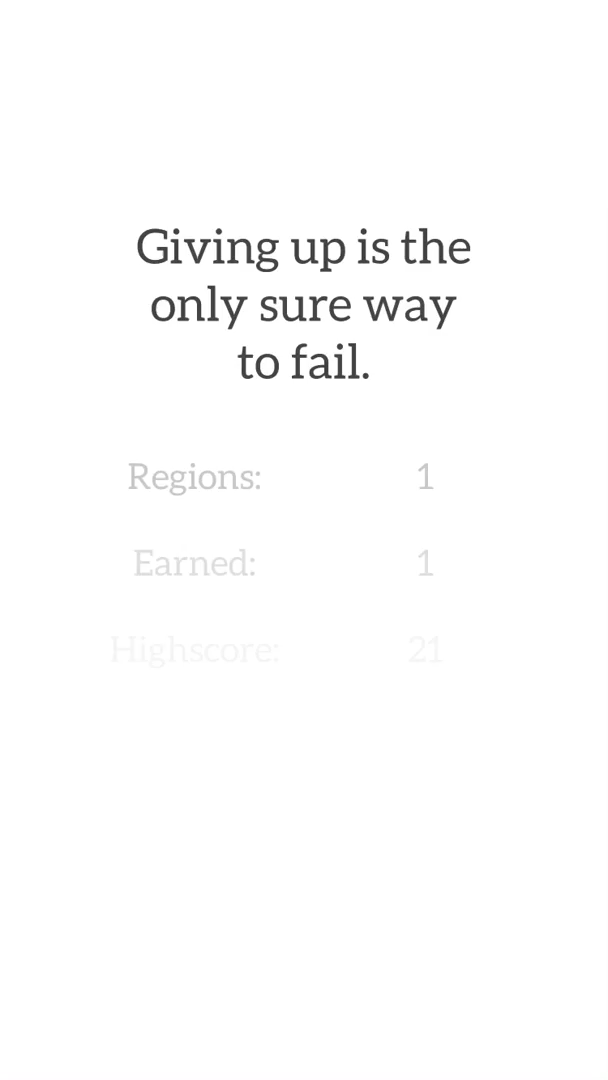 Giving up is the
only sure way
to fail.
Regions: 1
Earned: 1
Highscore: 21